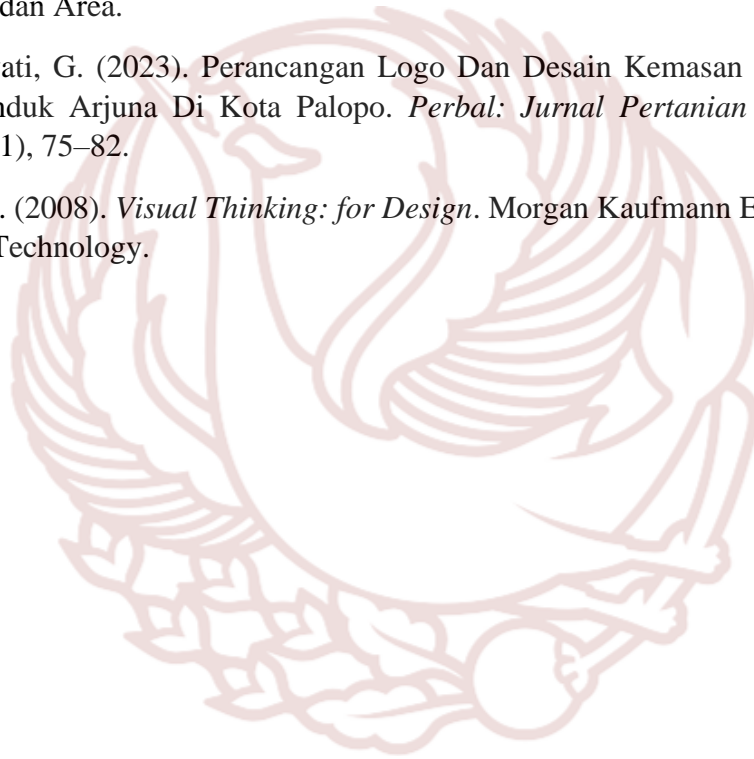 dan Area.
ati, G. (2023). Perancangan Logo Dan Desain Kemasan
nduk Arjuna Di Kota Palopo. Perbal: Jurnal Pertanian
1), 75–82.
. (2008). Visual Thinking: for Design. Morgan Kaufmann E
Technology.